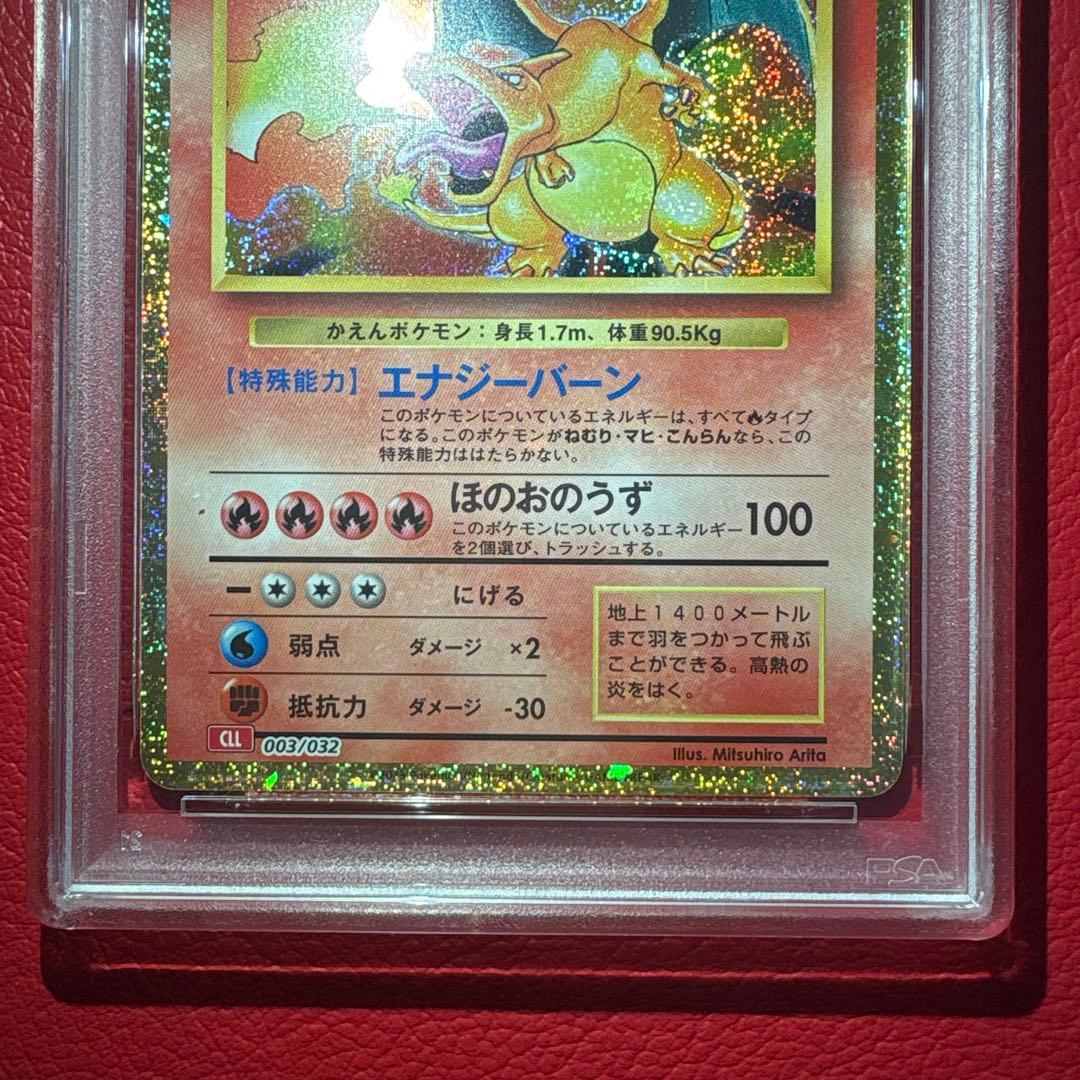 かえんポケモン：身長1.7m、体重90.5Kg
【特殊能力】エナジーバーン
このポケモンについているエネルギーは、すべてタイプ
になる。このポケモンがねむり・マヒ・こんらんなら、この
特殊能力ははたらかない。
ほのおのうず 100
このポケモンについているエネルギー
を2個選び、トラッシュする。
にげる
弱点 ダメージ ×2
抵抗力 ダメージ -30
地上1400メートル
まで羽をつかって飛ぶ
ことができる。高熱の
炎をはく。
CLL 003/032
Illus. Mitsuhiro Arita
PSA